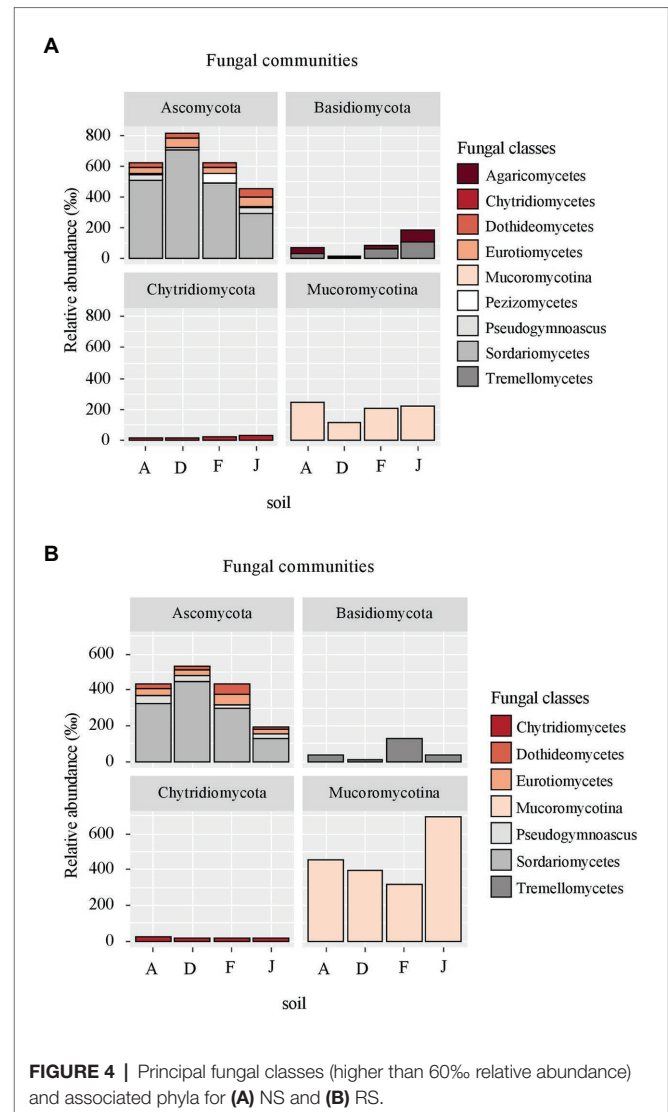 A
Fungal communities
Ascomycota
Basidiomycota
800
600
400
200
0
Chytridiomycota
Mucoromycotina
800
600
400
200
0
Relative abundance (‰)
A D F J
A D F J
soil
Fungal classes
Agaricomycetes
Chytridiomycetes
Dothideomycetes
Eurotiomycetes
Mucoromycotina
Pezizomycetes
Pseudogymnoascus
Sordariomycetes
Tremellomycetes
B
Fungal communities
Ascomycota
Basidiomycota
600
400
200
0
Chytridiomycota
Mucoromycotina
600
400
200
0
Relative abundance (‰)
A D F J
A D F J
soil
Fungal classes
Chytridiomycetes
Dothideomycetes
Eurotiomycetes
Mucoromycotina
Pseudogymnoascus
Sordariomycetes
Tremellomycetes
FIGURE 4 | Principal fungal classes (higher than 60‰ relative abundance)
and associated phyla for (A) NS and (B) RS.